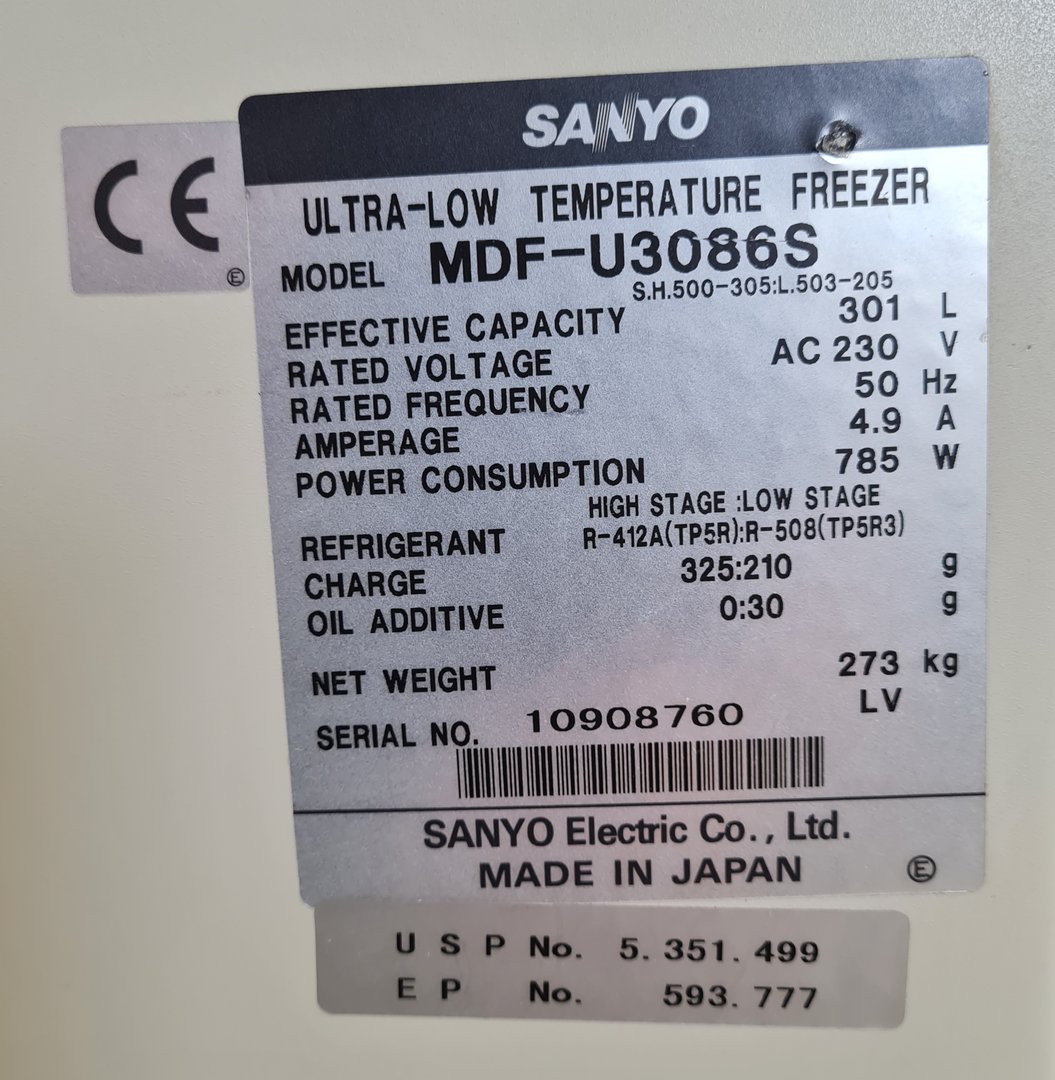 CE
Ⓔ
SANYO
ULTRA-LOW TEMPERATURE FREEZER
MODEL MDF-U3086S
S.H.500-305:L.503-205
EFFECTIVE CAPACITY 301 L
RATED VOLTAGE AC 230 V
RATED FREQUENCY 50 Hz
AMPERAGE 4.9 A
POWER CONSUMPTION 785 W
HIGH STAGE :LOW STAGE
REFRIGERANT R-412A(TP5R):R-508(TP5R3)
CHARGE 325:210 g
OIL ADDITIVE 0:30 g
NET WEIGHT 273 kg
LV
SERIAL NO. 10908760
SANYO Electric Co., Ltd.
MADE IN JAPAN Ⓔ
U S P No. 5. 351. 499
E P No. 593. 777